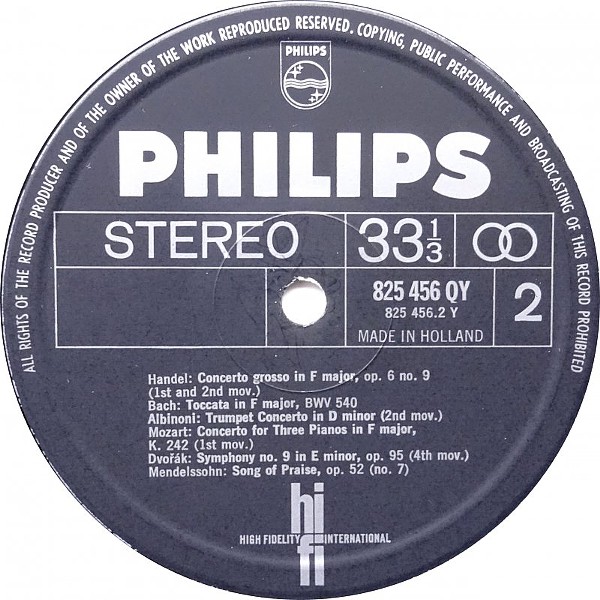 ALL RIGHTS OF THE RECORD PRODUCER AND OF THE OWNER OF THE WORK REPRODUCED RESERVED. COPYING, PUBLIC PERFORMANCE AND BROADCASTING OF THIS RECORD PROHIBITED
PHILIPS
PHILIPS
STEREO 33 1/3
825 456 QY
825 456.2 Y
MADE IN HOLLAND
2
Handel: Concerto grosso in F major, op. 6 no. 9
(1st and 2nd mov.)
Bach: Toccata in F major, BWV 540
Albinoni: Trumpet Concerto in D minor (2nd mov.)
Mozart: Concerto for Three Pianos in F major,
K. 242 (1st mov.)
Dvořák: Symphony no. 9 in E minor, op. 95 (4th mov.)
Mendelssohn: Song of Praise, op. 52 (no. 7)
hi
HIGH FIDELITY INTERNATIONAL
fi